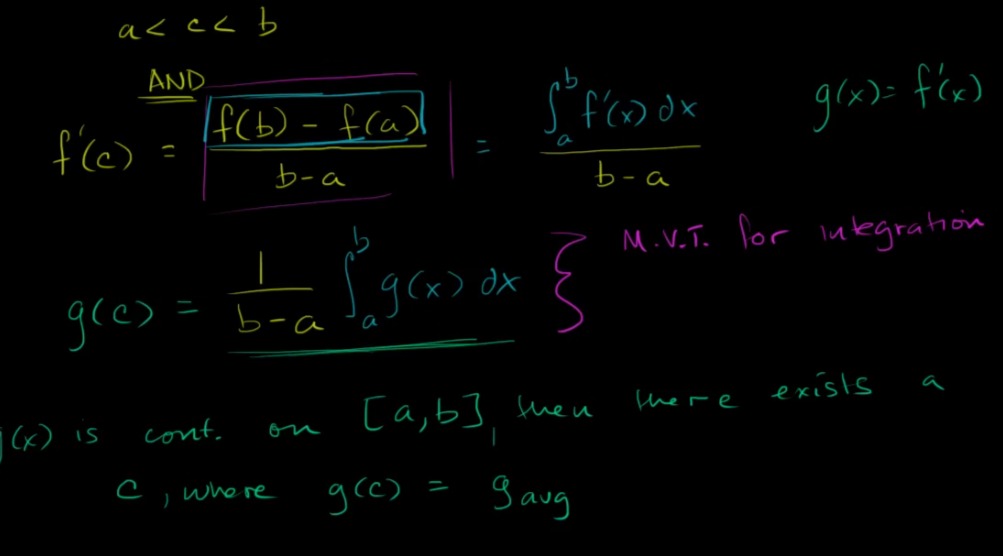 a < c < b
AND
f'(c) = \frac{f(b) - f(a)}{b - a} = \frac{\int_a^b f'(x) dx}{b - a} g(x) = f'(x)
g(c) = \frac{1}{b - a} \int_a^b g(x) dx } M.V.T. for integration
(x) is cont. on [a,b], then there exists a
c, where g(c) = g_{avg}